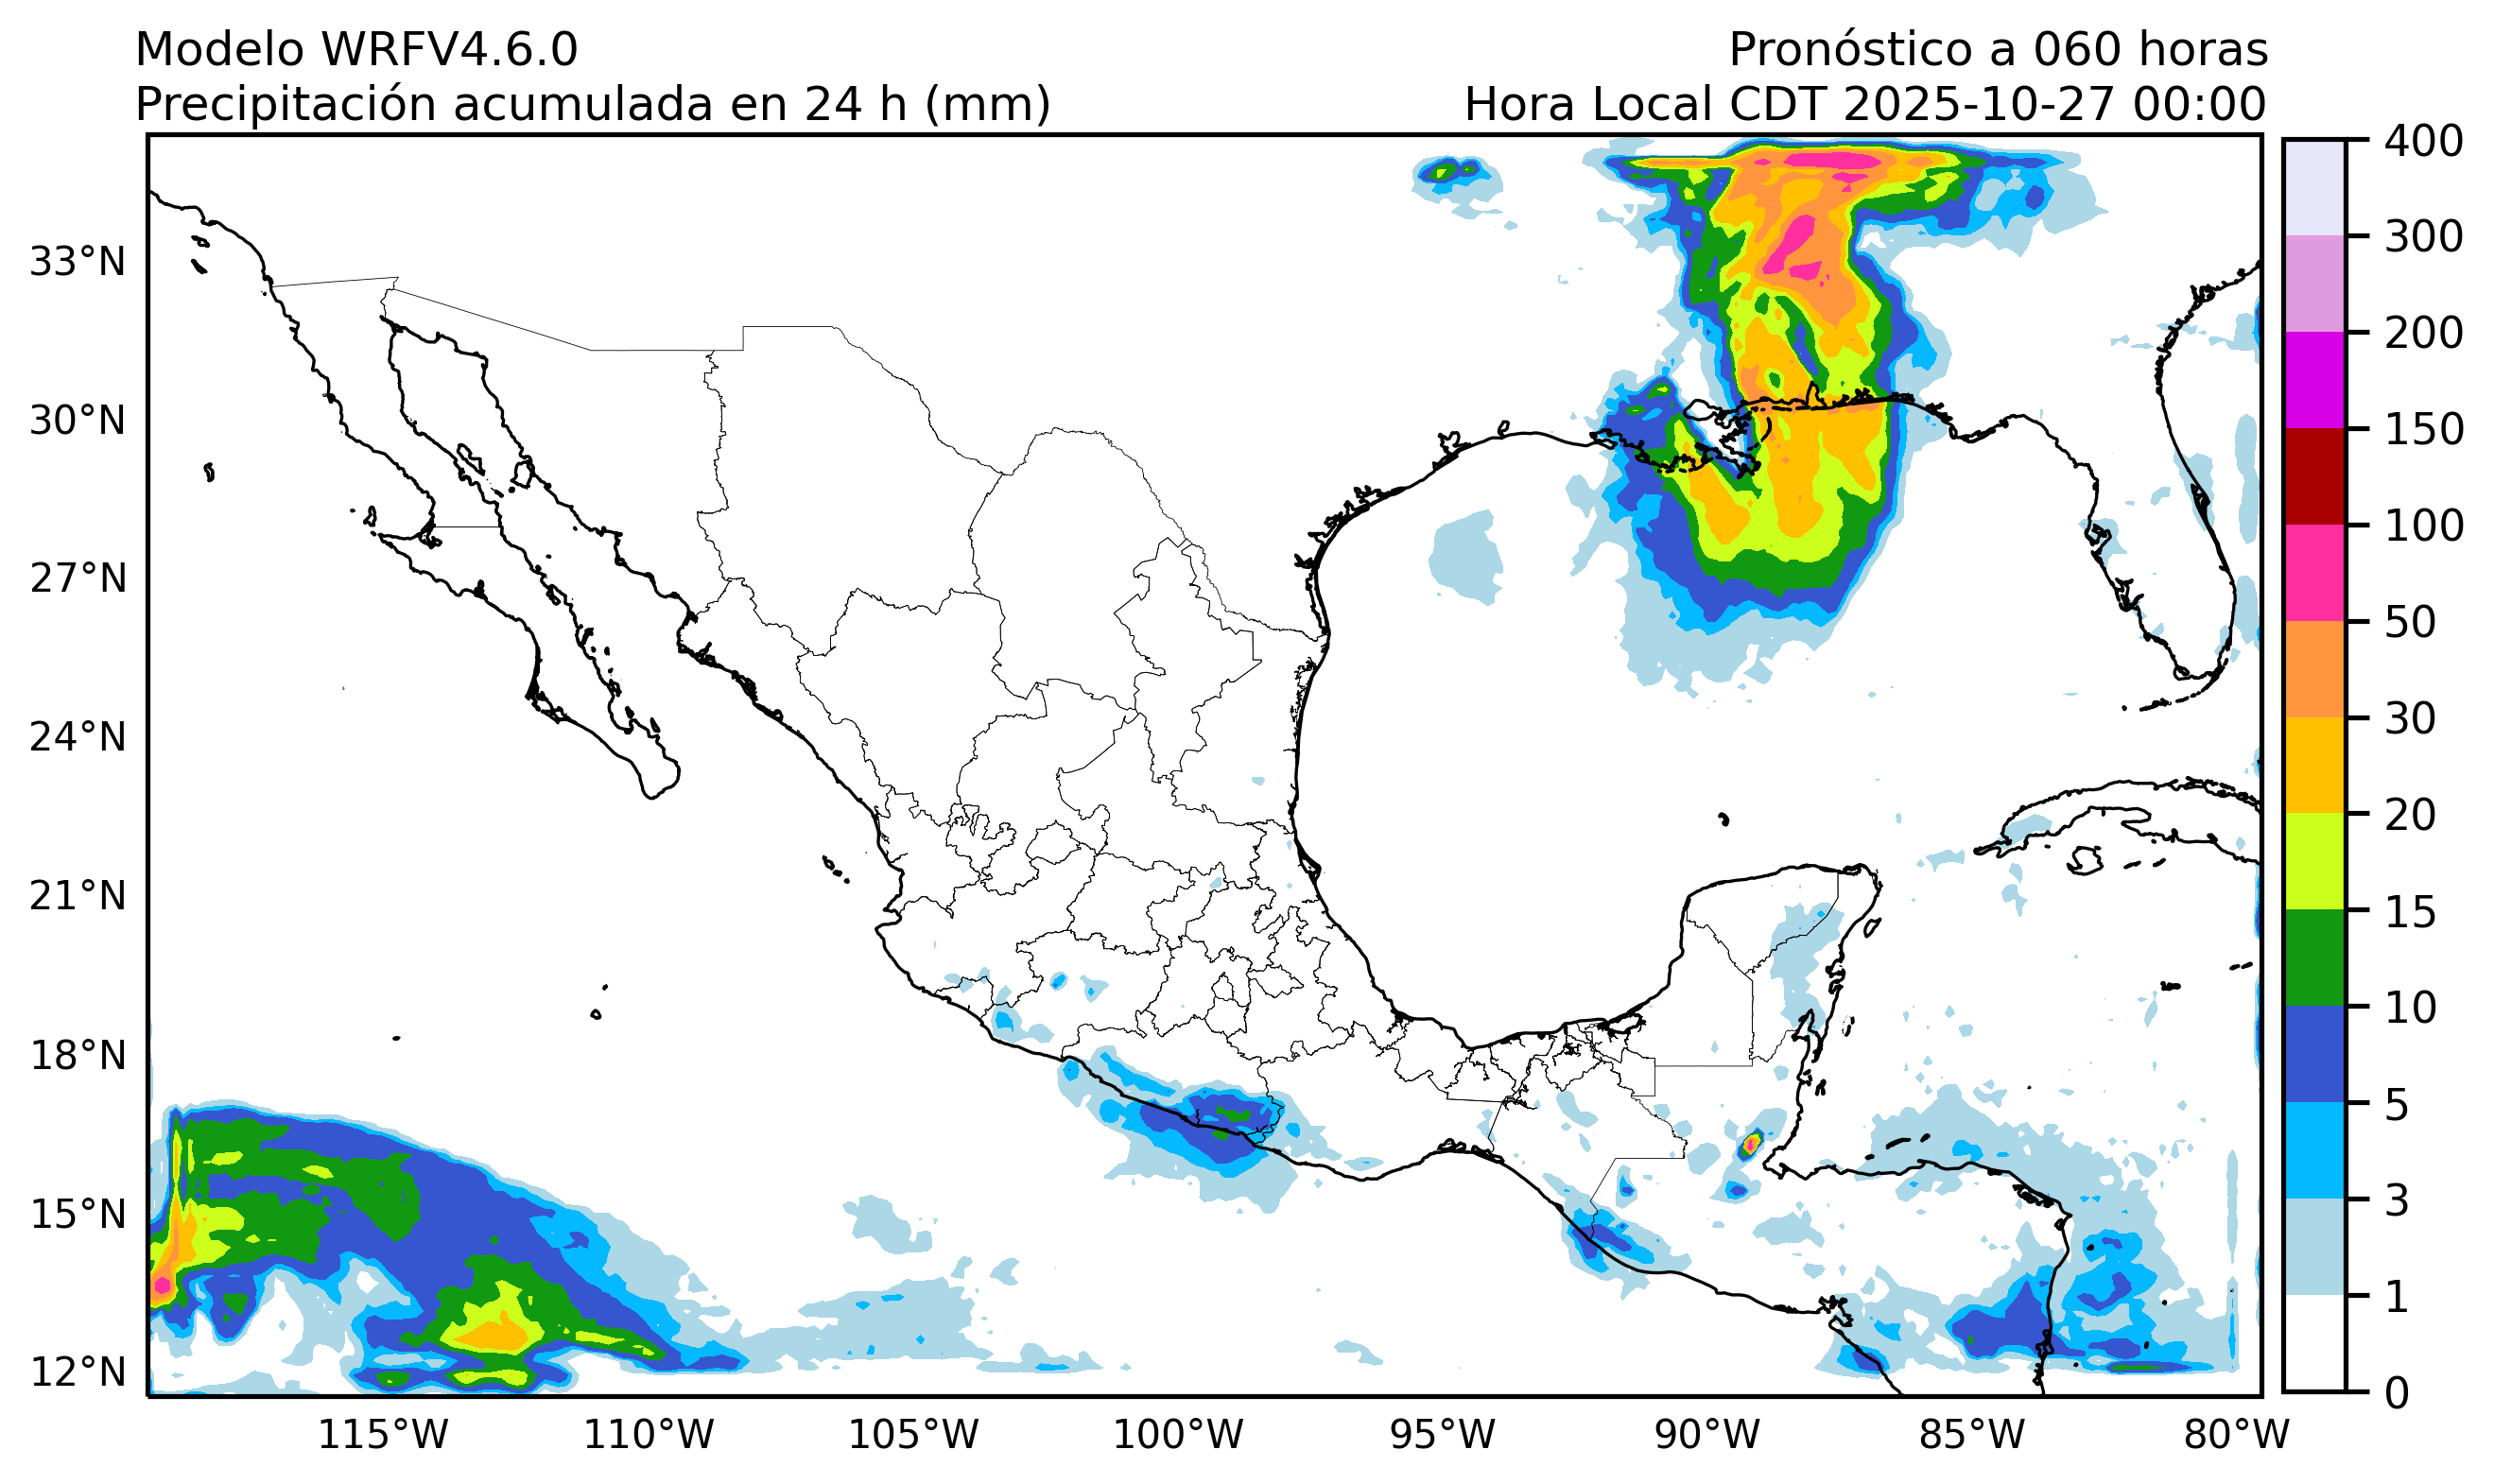 Modelo WRFV4.6.0
Pronóstico a 060 horas
Precipitación acumulada en 24 h (mm)
Hora Local CDT 2025-10-27 00:00
33°N
30°N
27°N
24°N
21°N
18°N
15°N
12°N
115°W
110°W
105°W
100°W
95°W
90°W
85°W
80°W
400
300
200
150
100
50
30
20
15
10
5
3
1
0